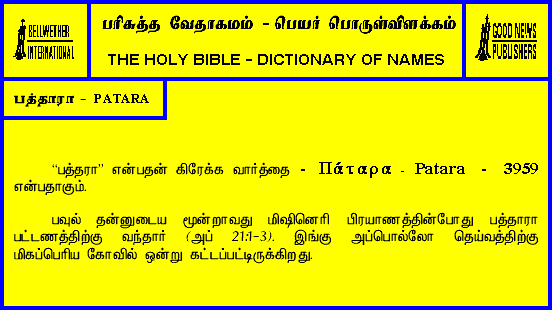 BELLWETHER
INTERNATIONAL
பரிசுத்த வேதாகமம் - பெயர் பொருள்விளக்கம்
THE HOLY BIBLE - DICTIONARY OF NAMES
GOOD NEWS
PUBLISHERS
பத்தாரா - PATARA
“பத்தரா” என்பதன் கிரேக்க வார்த்தை - Πάταρα - Patara - 3959
என்பதாகும்.
பவுல் தன்னுடைய மூன்றாவது மிஷினெரி பிரயாணத்தின்போது பத்தாரா
பட்டணத்திற்கு வந்தார் (அப் 21:1-3). இங்கு அப்பொல்லோ தெய்வத்திற்கு
மிகப்பெரிய கோவில் ஒன்று கட்டப்பட்டிருக்கிறது.